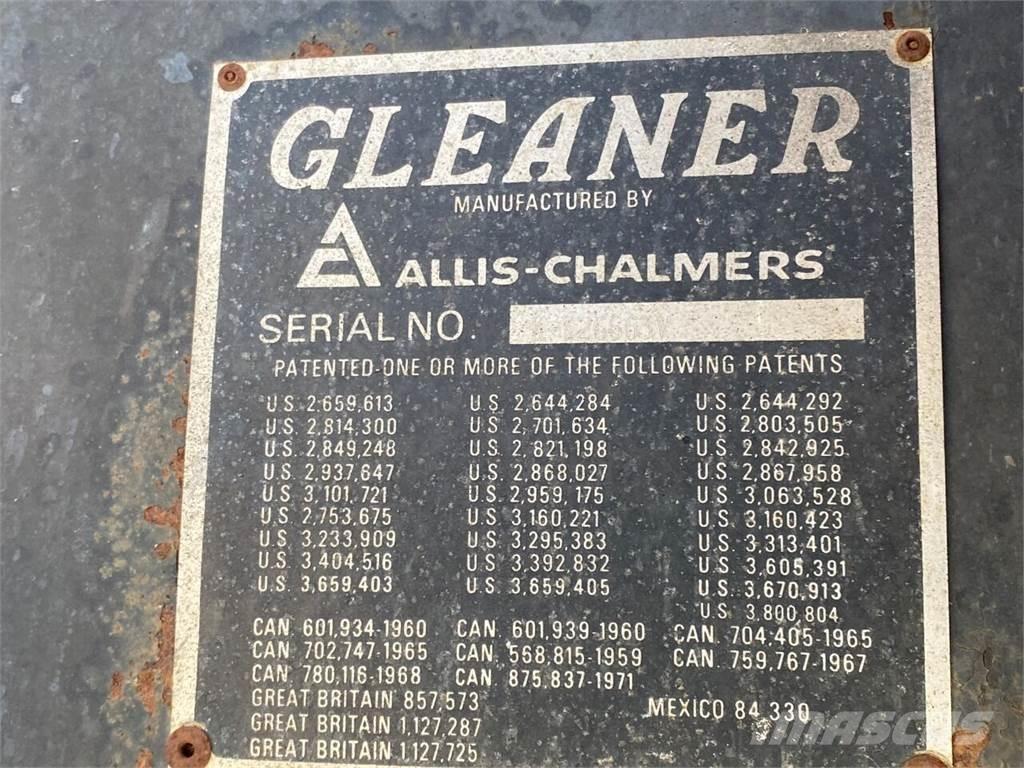 GLEANER
MANUFACTURED BY
ALLIS-CHALMERS
SERIAL NO.
PATENTED ONE OR MORE OF THE FOLLOWING PATENTS
U.S. 2,659,613 U.S. 2,644,284 U.S. 2,644,292
U.S. 2,814,300 U.S. 2,701,634 U.S. 2,803,505
U.S. 2,849,248 U.S. 2,821,198 U.S. 2,842,925
U.S. 2,937,647 U.S. 2,868,027 U.S. 2,867,958
U.S. 3,101,721 U.S. 2,959,175 U.S. 3,063,528
U.S. 2,753,675 U.S. 3,160,221 U.S. 3,160,423
U.S. 3,233,909 U.S. 3,295,383 U.S. 3,313,401
U.S. 3,404,516 U.S. 3,392,832 U.S. 3,605,391
U.S. 3,659,403 U.S. 3,659,405 U.S. 3,670,913
U.S. 3,800,804
CAN. 601,934-1960 CAN. 601,939-1960 CAN. 704,405-1965
CAN. 702,747-1965 CAN. 568,815-1959 CAN. 759,767-1967
CAN. 780,116-1968 CAN. 875,837-1971
GREAT BRITAIN 857,573 MEXICO 84 330
GREAT BRITAIN 1,127,287
GREAT BRITAIN 1,127,725
MASCUS